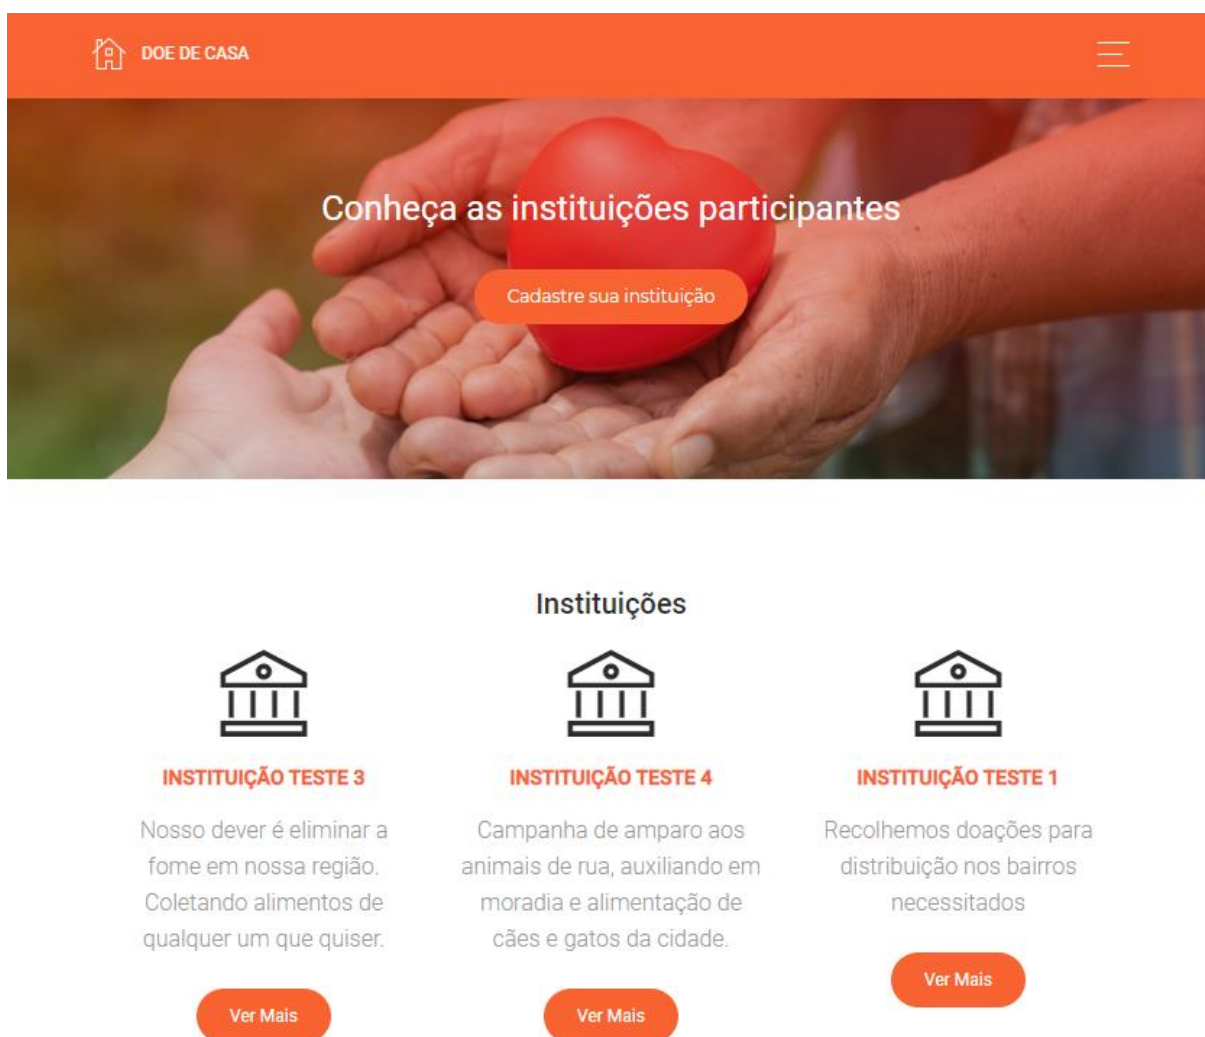 DOE DE CASA
Conheça as instituições participantes
Cadastre sua instituição
Instituições
INSTITUIÇÃO TESTE 3
Nosso dever é eliminar a
fome em nossa região.
Coletando alimentos de
qualquer um que quiser.
Ver Mais
INSTITUIÇÃO TESTE 4
Campanha de amparo aos
animais de rua, auxiliando em
moradia e alimentação de
cães e gatos da cidade.
Ver Mais
INSTITUIÇÃO TESTE 1
Recolhemos doações para
distribuição nos bairros
necessitados
Ver Mais